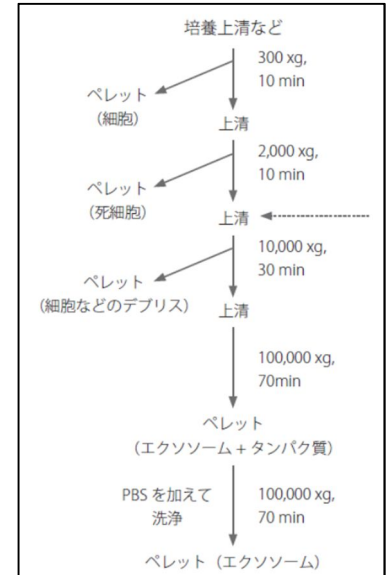 培養上清など
300 xg,
10 min
ペレット
(細胞)
上清
2,000 xg,
10 min
ペレット
(死細胞)
上清
10,000 xg,
30 min
ペレット
(細胞などのデブリス)
上清
100,000 xg,
70min
ペレット
(エクソソーム + タンパク質)
PBS を加えて
洗浄
100,000 xg,
70 min
ペレット (エクソソーム)